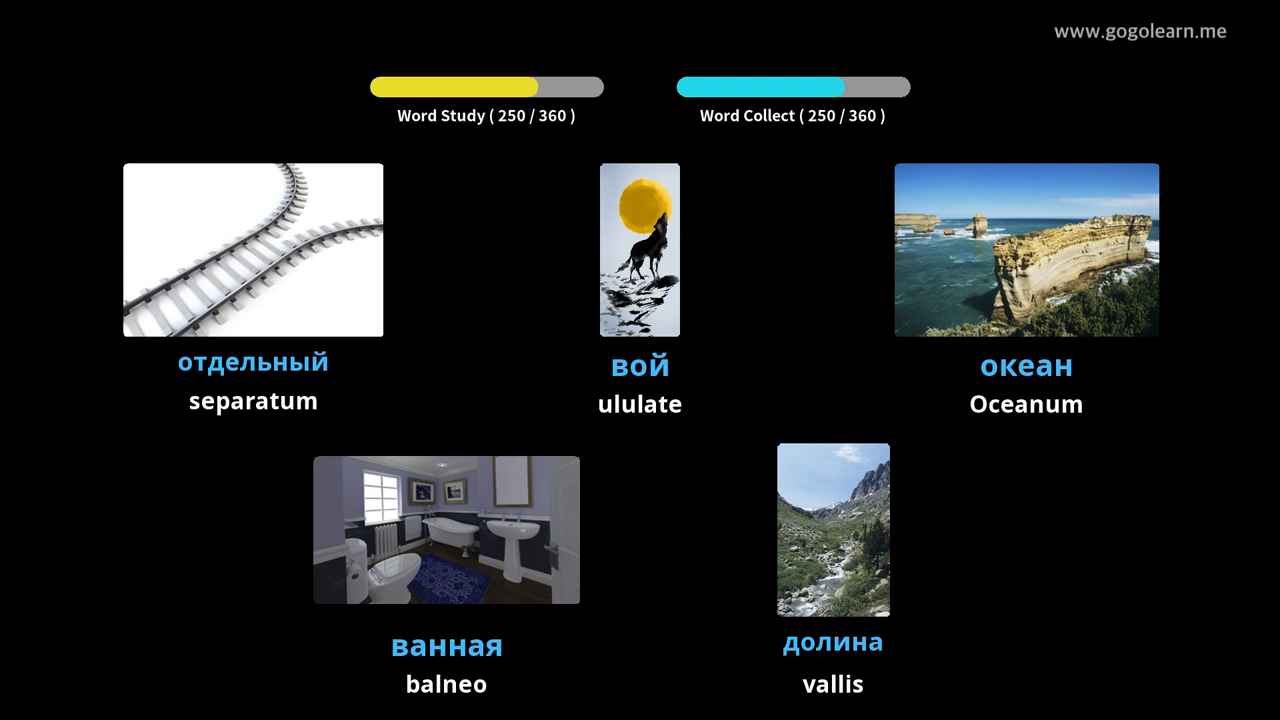 www.gogolearn.me
Word Study ( 250 / 360 )
Word Collect ( 250 / 360 )
отдельный
separatum
вой
ululate
океан
Oceanum
ванная
balneo
долина
vallis